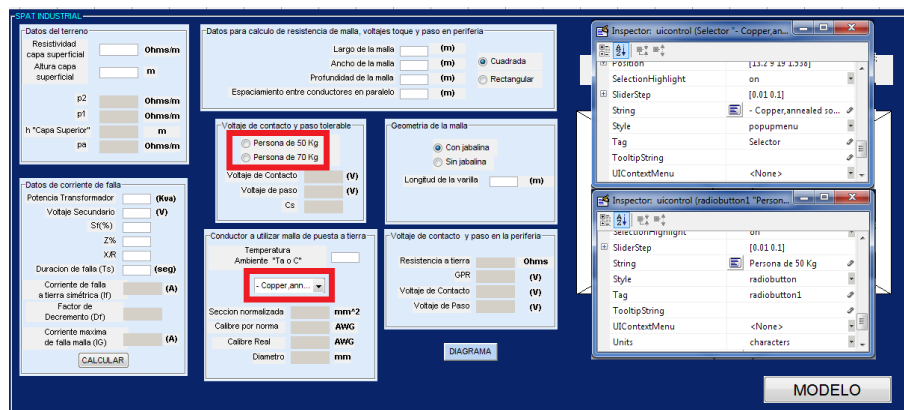 SPAT INDUSTRIAL
Datos del terreno
Resistividad
capa superficial
Ohms/m
Altura capa
superficial
m
p2
Ohms/m
p1
Ohms/m
h "Capa Superior"
m
pa
Ohms/m
Datos para calculo de resistencia de malla, voltajes toque y paso en periferia
Largo de la malla (m)
Ancho de la malla (m)
Profundidad de la malla (m)
Espaciamiento entre conductores en paralelo (m)
Cuadrada
Rectangular
Voltaje de contacto y paso tolerable
Persona de 50 Kg
Persona de 70 Kg
Voltaje de Contacto (V)
Voltaje de paso (V)
Cs
Geometria de la malla
Con jabalina
Sin jabalina
Longitud de la varilla (m)
Datos de corriente de falla
Potencia Transformador (Kva)
Voltaje Secundario (V)
Sf(%)
Z%
X/R
Duracion de falla (Ts) (seg)
Corriente de falla
a tierra simétrica (If) (A)
Factor de
Decremento (Df)
Corriente maxima
de falla malla (IG) (A)
CALCULAR
Conductor a utilizar malla de puesta a tierra
Temperatura
Ambiente "Ta o C"
- Copper,ann...
Seccion normalizada mm^2
Calibre por norma AWG
Calibre Real AWG
Diametro mm
Voltaje de contacto y paso en la periferia
Resistencia a tierra Ohms
GPR (V)
Voltaje de Contacto (V)
Voltaje de Paso (V)
DIAGRAMA
Inspector: uicontrol (Selector "- Copper,an...
Position [13.2 9 19 1.538]
SelectionHighlight on
SliderStep [0.01 0.1]
String - Copper,annealed so...
Style popupmenu
Tag Selector
TooltipString
UIContextMenu <None>
Inspector: uicontrol (radiobutton1 "Person...
SelectionHighlight on
SliderStep [0.01 0.1]
String Persona de 50 Kg
Style radiobutton
Tag radiobutton1
TooltipString
UIContextMenu <None>
Units characters
MODELO